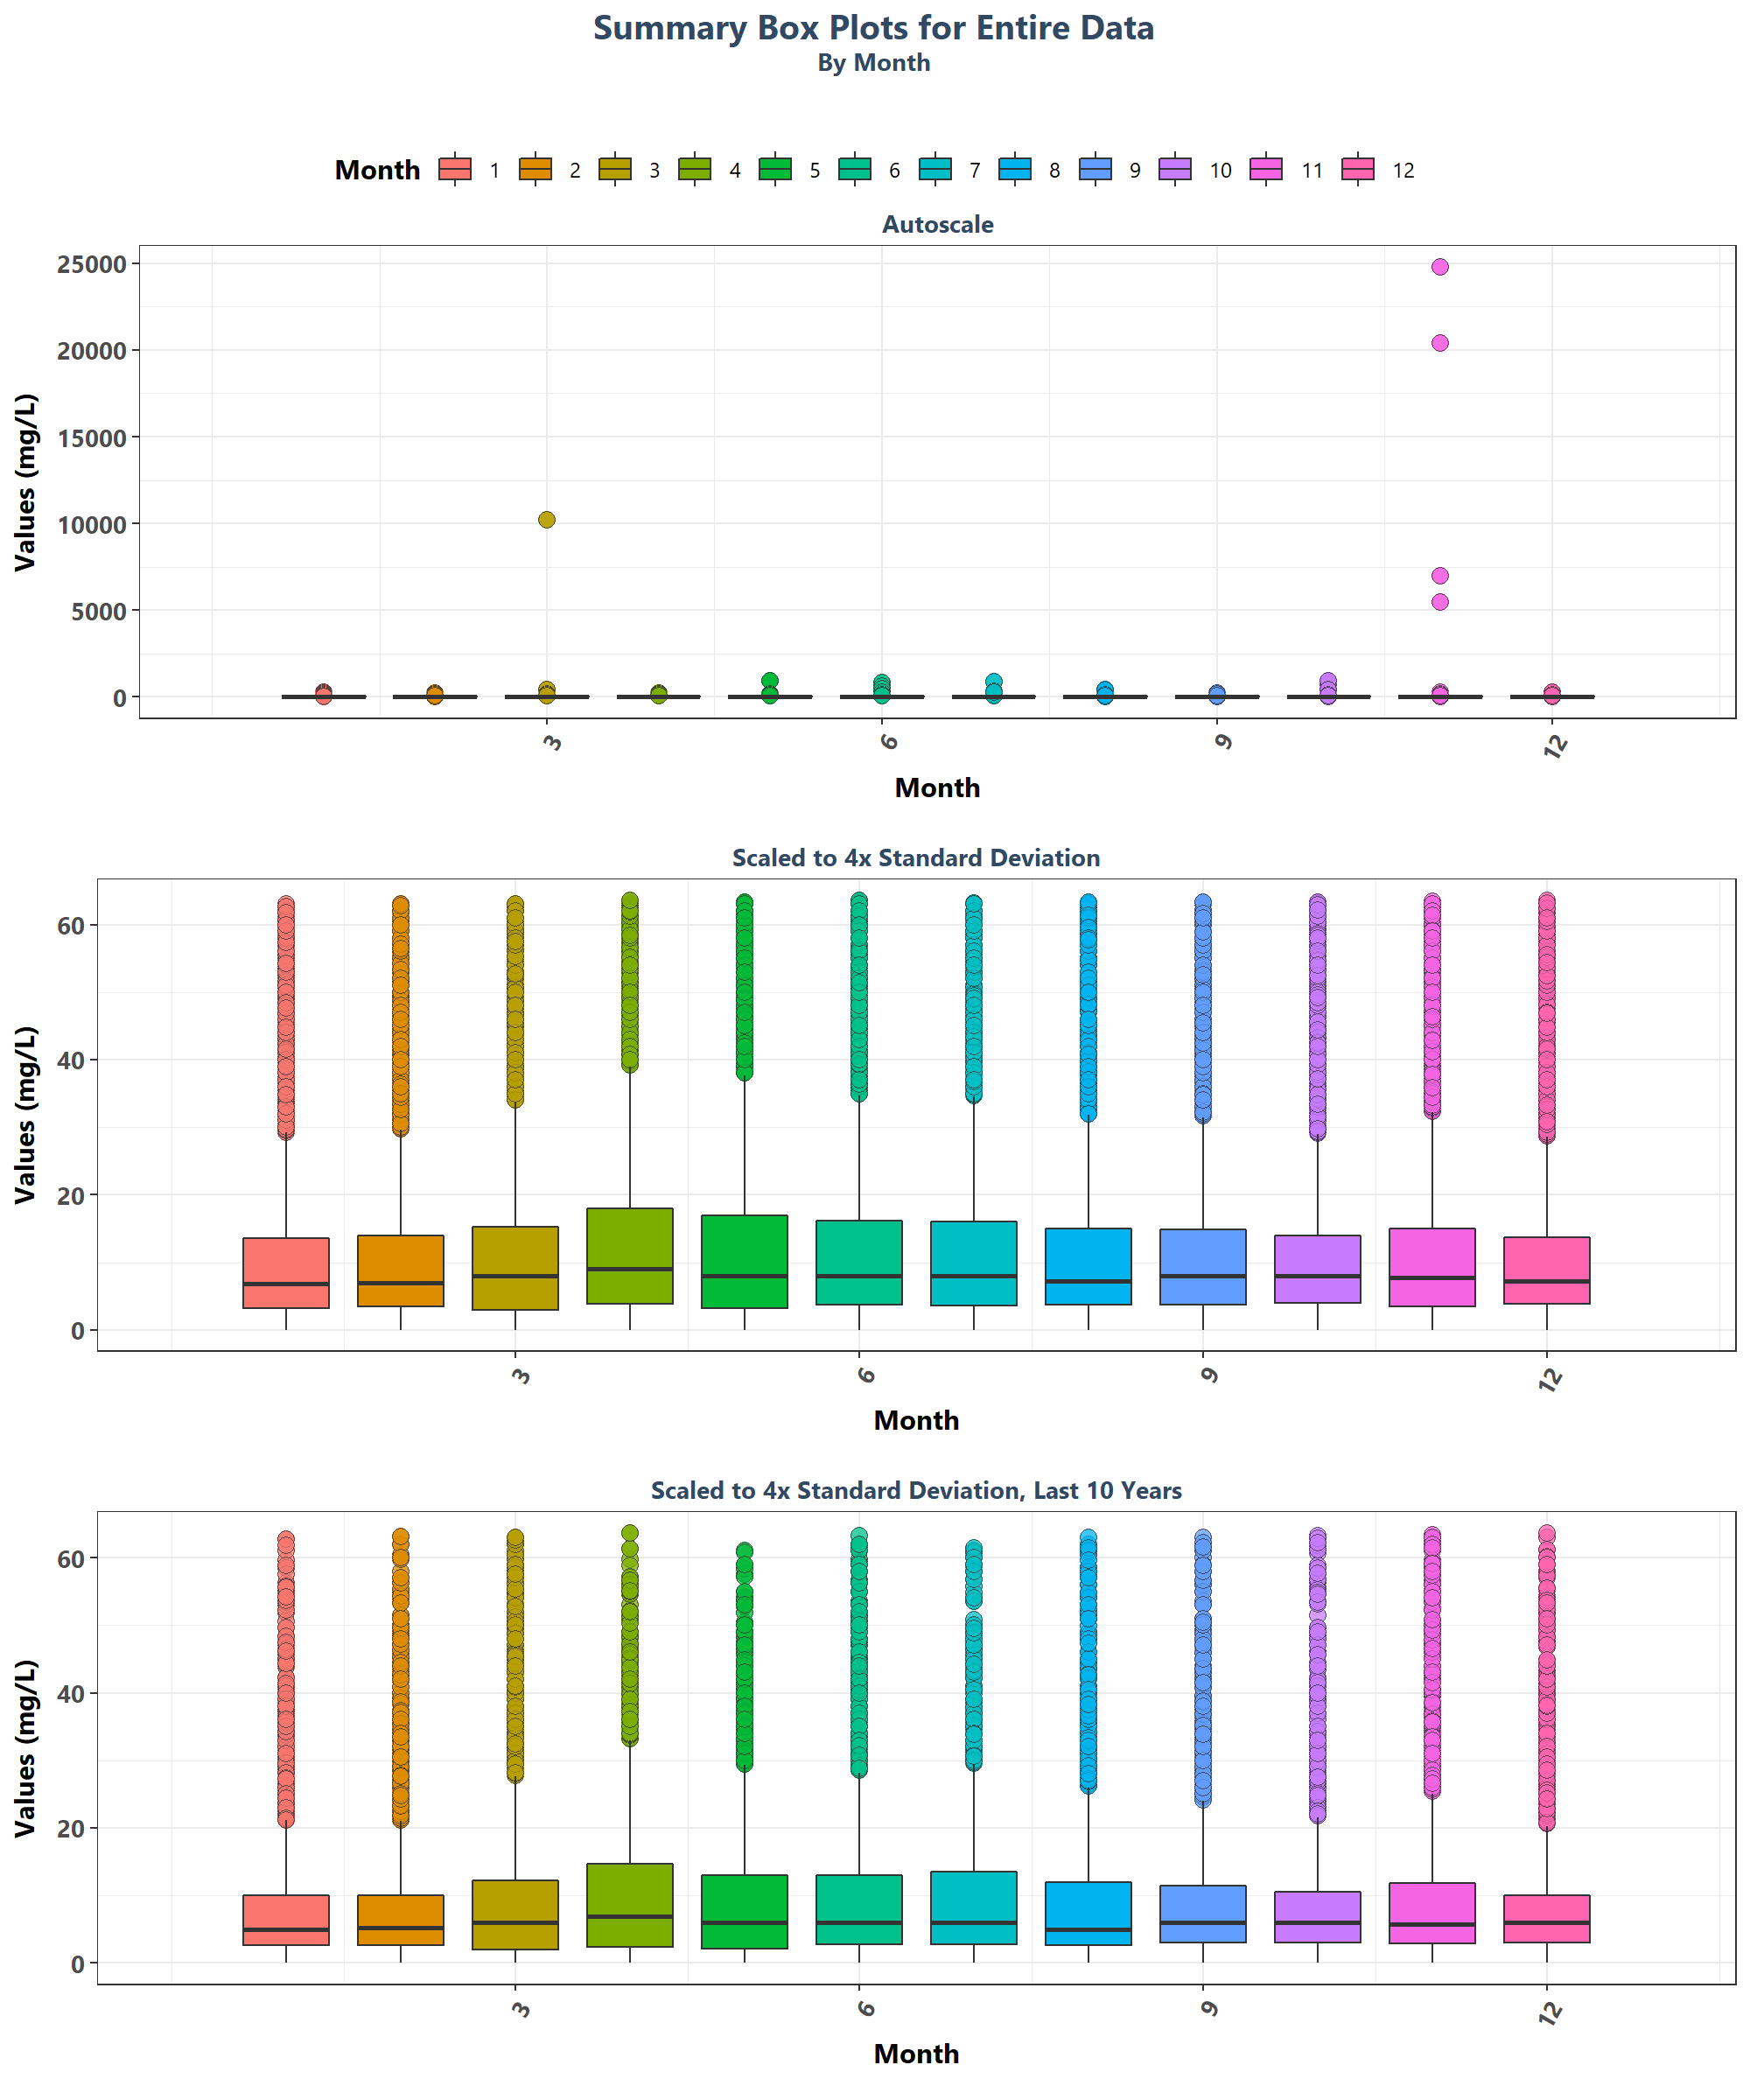 Summary Box Plots for Entire Data
By Month
Month 1 2 3 4 5 6 7 8 9 10 11 12
Autoscale
Values (mg/L)
25000
20000
15000
10000
5000
0
3 6 9 12
Month
Scaled to 4x Standard Deviation
Values (mg/L)
60
40
20
0
3 6 9 12
Month
Scaled to 4x Standard Deviation, Last 10 Years
Values (mg/L)
60
40
20
0
3 6 9 12
Month